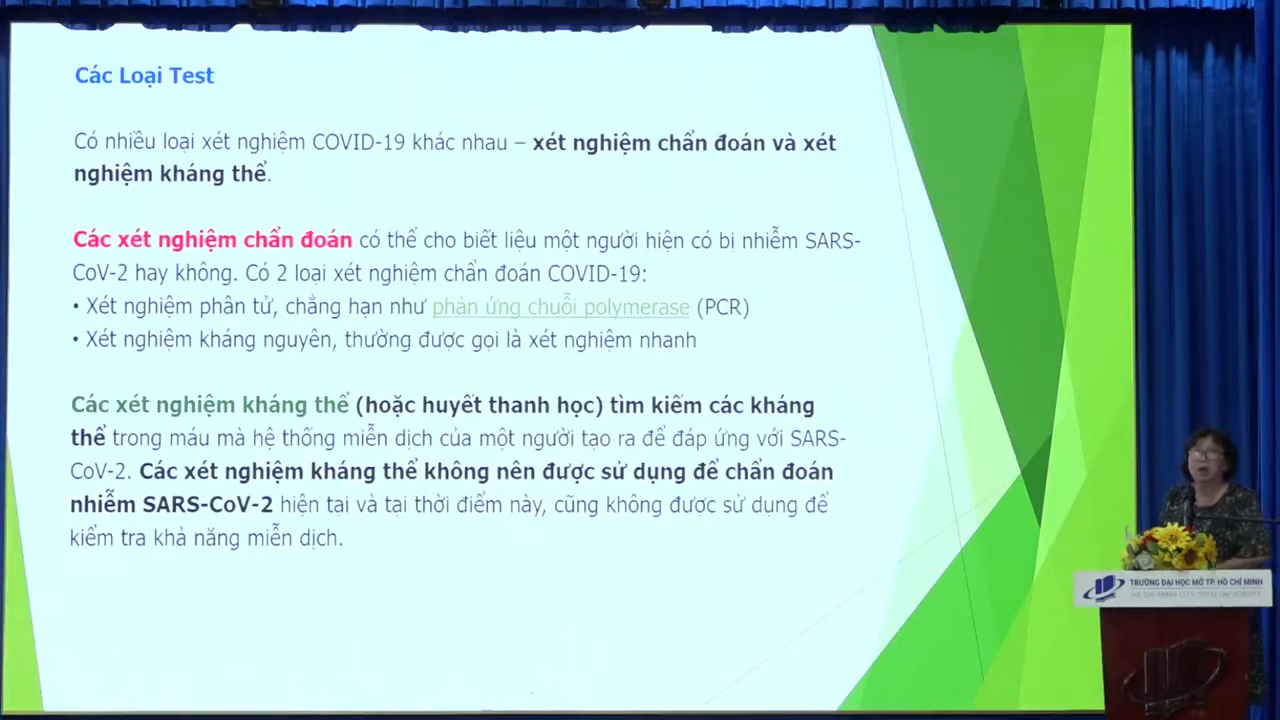 Các Loại Test
Có nhiều loại xét nghiệm COVID-19 khác nhau – xét nghiệm chẩn đoán và xét
nghiệm kháng thể.
Các xét nghiệm chẩn đoán có thể cho biết liệu một người hiện có bị nhiễm SARS-
CoV-2 hay không. Có 2 loại xét nghiệm chẩn đoán COVID-19:
• Xét nghiệm phân tử, chẳng hạn như phản ứng chuỗi polymerase (PCR)
• Xét nghiệm kháng nguyên, thường được gọi là xét nghiệm nhanh
Các xét nghiệm kháng thể (hoặc huyết thanh học) tìm kiếm các kháng
thể trong máu mà hệ thống miễn dịch của một người tạo ra để đáp ứng với SARS-
CoV-2. Các xét nghiệm kháng thể không nên được sử dụng để chẩn đoán
nhiễm SARS-CoV-2 hiện tại và tại thời điểm này, cũng không được sử dụng để
kiểm tra khả năng miễn dịch.
TRƯỜNG ĐẠI HỌC MỞ TP. HỒ CHÍ MINH
HO CHI MINH CITY OPEN UNIVERSITY